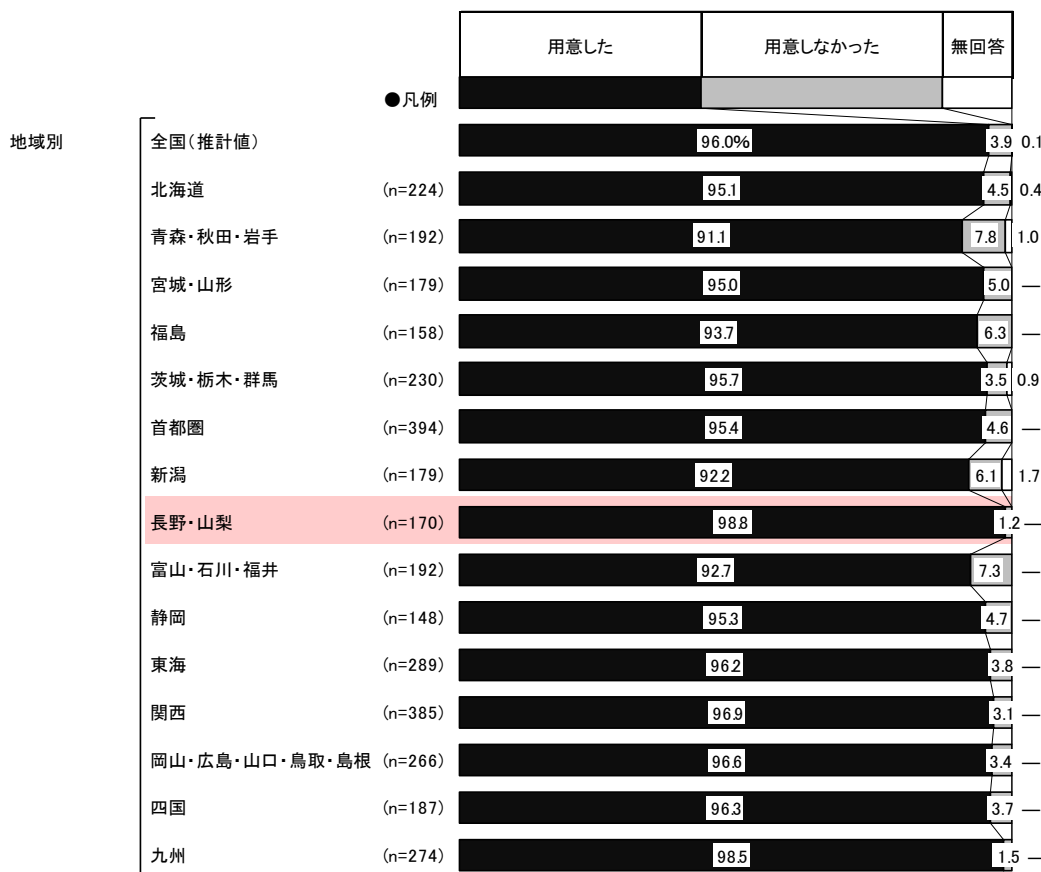 用意した 用意しなかった 無回答
●凡例
地域別 全国(推計値) 96.0% 3.9 0.1
北海道 (n=224) 95.1 4.5 0.4
青森・秋田・岩手 (n=192) 91.1 7.8 1.0
宮城・山形 (n=179) 95.0 5.0 —
福島 (n=158) 93.7 6.3 —
茨城・栃木・群馬 (n=230) 95.7 3.5 0.9
首都圏 (n=394) 95.4 4.6 —
新潟 (n=179) 92.2 6.1 1.7
長野・山梨 (n=170) 98.8 1.2 —
富山・石川・福井 (n=192) 92.7 7.3 —
静岡 (n=148) 95.3 4.7 —
東海 (n=289) 96.2 3.8 —
関西 (n=385) 96.9 3.1 —
岡山・広島・山口・鳥取・島根 (n=266) 96.6 3.4 —
四国 (n=187) 96.3 3.7 —
九州 (n=274) 98.5 1.5 —